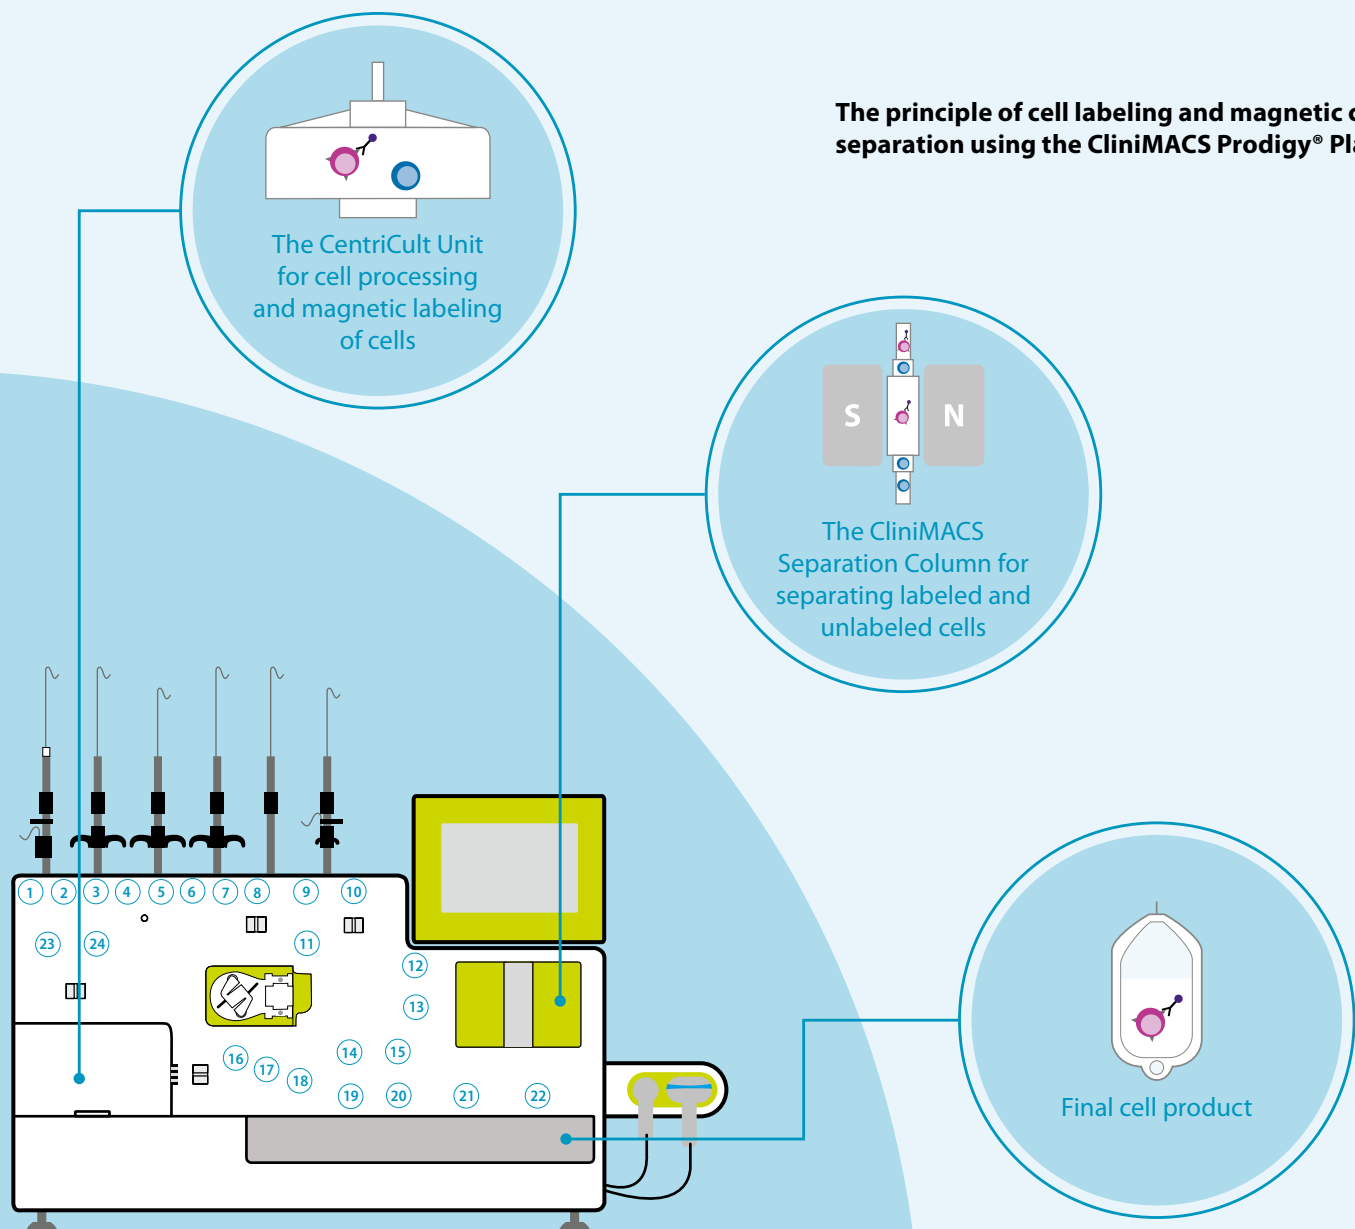 The principle of cell labeling and magnetic
separation using the CliniMACS Prodigy®
The CentriCult Unit
for cell processing
and magnetic labeling
of cells
S N
The CliniMACS
Separation Column for
separating labeled and
unlabeled cells
1 2 3 4 5 6 7 8 9 10
23 24 11
12
13
14 15
16 17 18
19 20 21 22
Final cell product